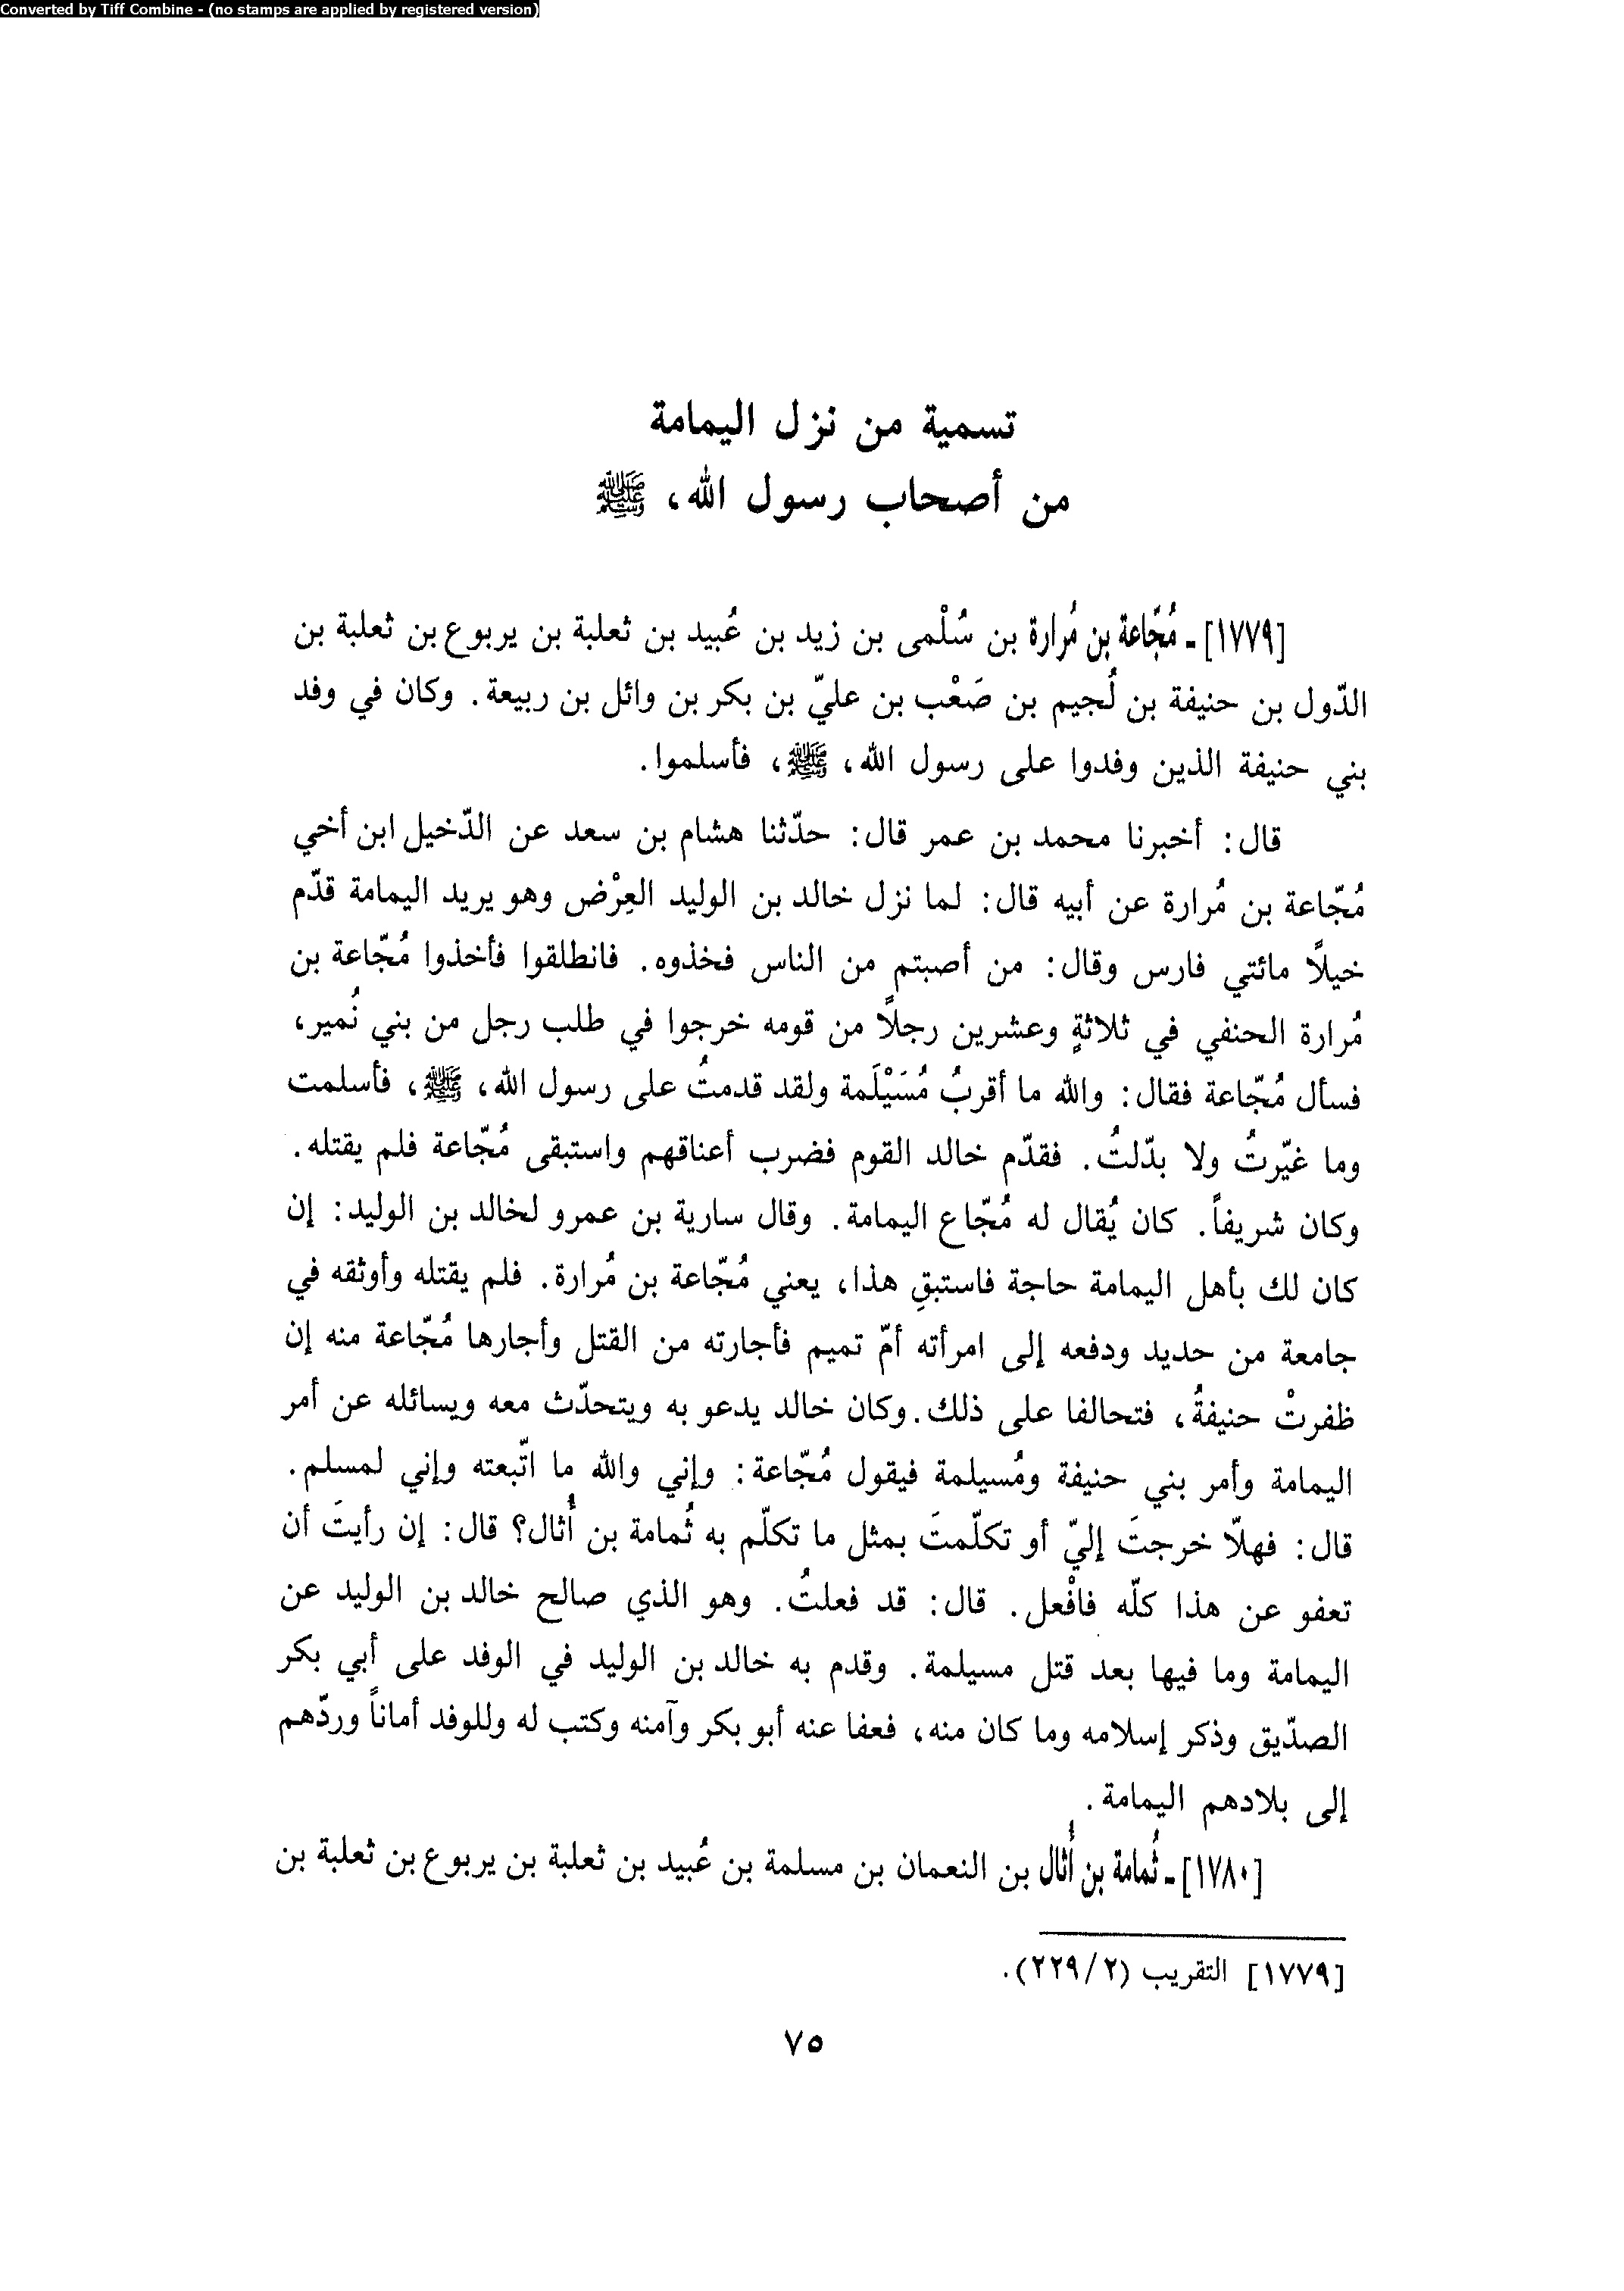 Converted by Tiff Combine - (no stamps are applied by registered version)
تسمية من نزل اليمامة
من أصحاب رسول الله، ﷺ
[١٧٧٩] ـ مُجّاعة بن مُرارة بن سُلْمى بن زيد بن عُبيد بن ثعلبة بن يربوع بن ثعلبة بن
الدّول بن حنيفة بن لُجيم بن صَعْب بن عليّ بن بكر بن وائل بن ربيعة. وكان في وفد
بني حنيفة الذين وفدوا على رسول الله، ﷺ، فأسلموا.
قال: أخبرنا محمد بن عمر قال: حدّثنا هشام بن سعد عن الدّخيل ابن أخي
مُجّاعة بن مُرارة عن أبيه قال: لما نزل خالد بن الوليد العِرْض وهو يريد اليمامة قدّم
خيلاً مائتي فارس وقال: من أصبتم من الناس فخذوه. فانطلقوا فأخذوا مُجّاعة بن
مُرارة الحنفي في ثلاثةٍ وعشرين رجلاً من قومه خرجوا في طلب رجل من بني نُمير،
فسأل مُجّاعة فقال: والله ما أقربُ مُسَيْلَمة ولقد قدمتُ على رسول الله، ﷺ، فأسلمت
وما غيّرتُ ولا بدّلتُ. فقدّم خالد القوم فضرب أعناقهم واستبقى مُجّاعة فلم يقتله.
وكان شريفاً. كان يُقال له مُجّاع اليمامة. وقال سارية بن عمرو لخالد بن الوليد: إن
كان لك بأهل اليمامة حاجة فاستبقِ هذا، يعني مُجّاعة بن مُرارة. فلم يقتله وأوثقه في
جامعة من حديد ودفعه إلى امرأته أمّ تميم فأجارته من القتل وأجارها مُجّاعة منه إن
ظفرتْ حنيفةُ، فتحالفا على ذلك. وكان خالد يدعو به ويتحدّث معه ويسائله عن أمر
اليمامة وأمر بني حنيفة ومُسيلمة فيقول مُجّاعة: وإني والله ما اتّبعته وإني لمسلم.
قال: فهلاّ خرجتَ إليّ أو تكلّمتَ بمثل ما تكلّم به ثُمامة بن أُثال؟ قال: إن رأيتَ أن
تعفو عن هذا كلّه فافْعل. قال: قد فعلتُ. وهو الذي صالح خالد بن الوليد عن
اليمامة وما فيها بعد قتل مسيلمة. وقدم به خالد بن الوليد في الوفد على أبي بكر
الصدّيق وذكر إسلامه وما كان منه، فعفا عنه أبو بكر وآمنه وكتب له وللوفد أماناً وردّهم
إلى بلادهم اليمامة.
[١٧٨٠] ـ ثُمامة بن أُثال بن النعمان بن مسلمة بن عُبيد بن ثعلبة بن يربوع بن ثعلبة بن
[١٧٧٩] التقريب (٢/٢٢٩).
٧٥